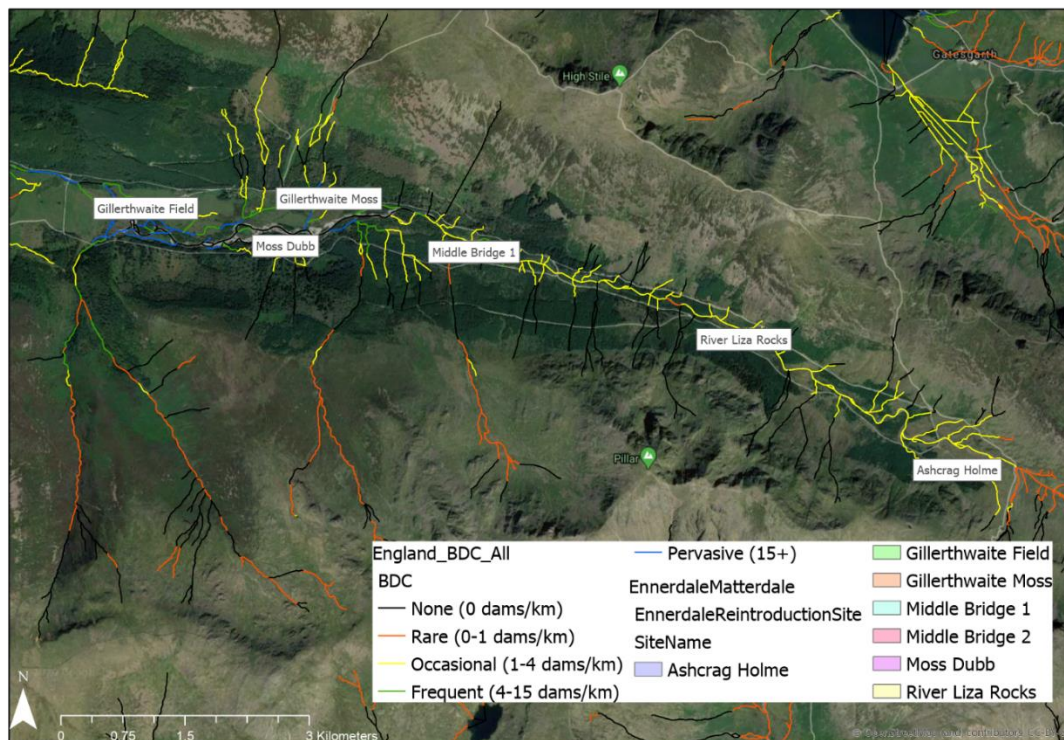 High Stile
Gatesgarth
Gillerthwaite Field
Gillerthwaite Moss
Moss Dubb
Middle Bridge 1
River Liza Rocks
Pillar
Ashcrag Holme
England_BDC_All
BDC
None (0 dams/km)
Rare (0-1 dams/km)
Occasional (1-4 dams/km)
Frequent (4-15 dams/km)
Pervasive (15+)
EnnerdaleMatterdale
EnnerdaleReintroductionSite
SiteName
Ashcrag Holme
Gillerthwaite Field
Gillerthwaite Moss
Middle Bridge 1
Middle Bridge 2
Moss Dubb
River Liza Rocks
N
0 0.75 1.5 3 Kilometers